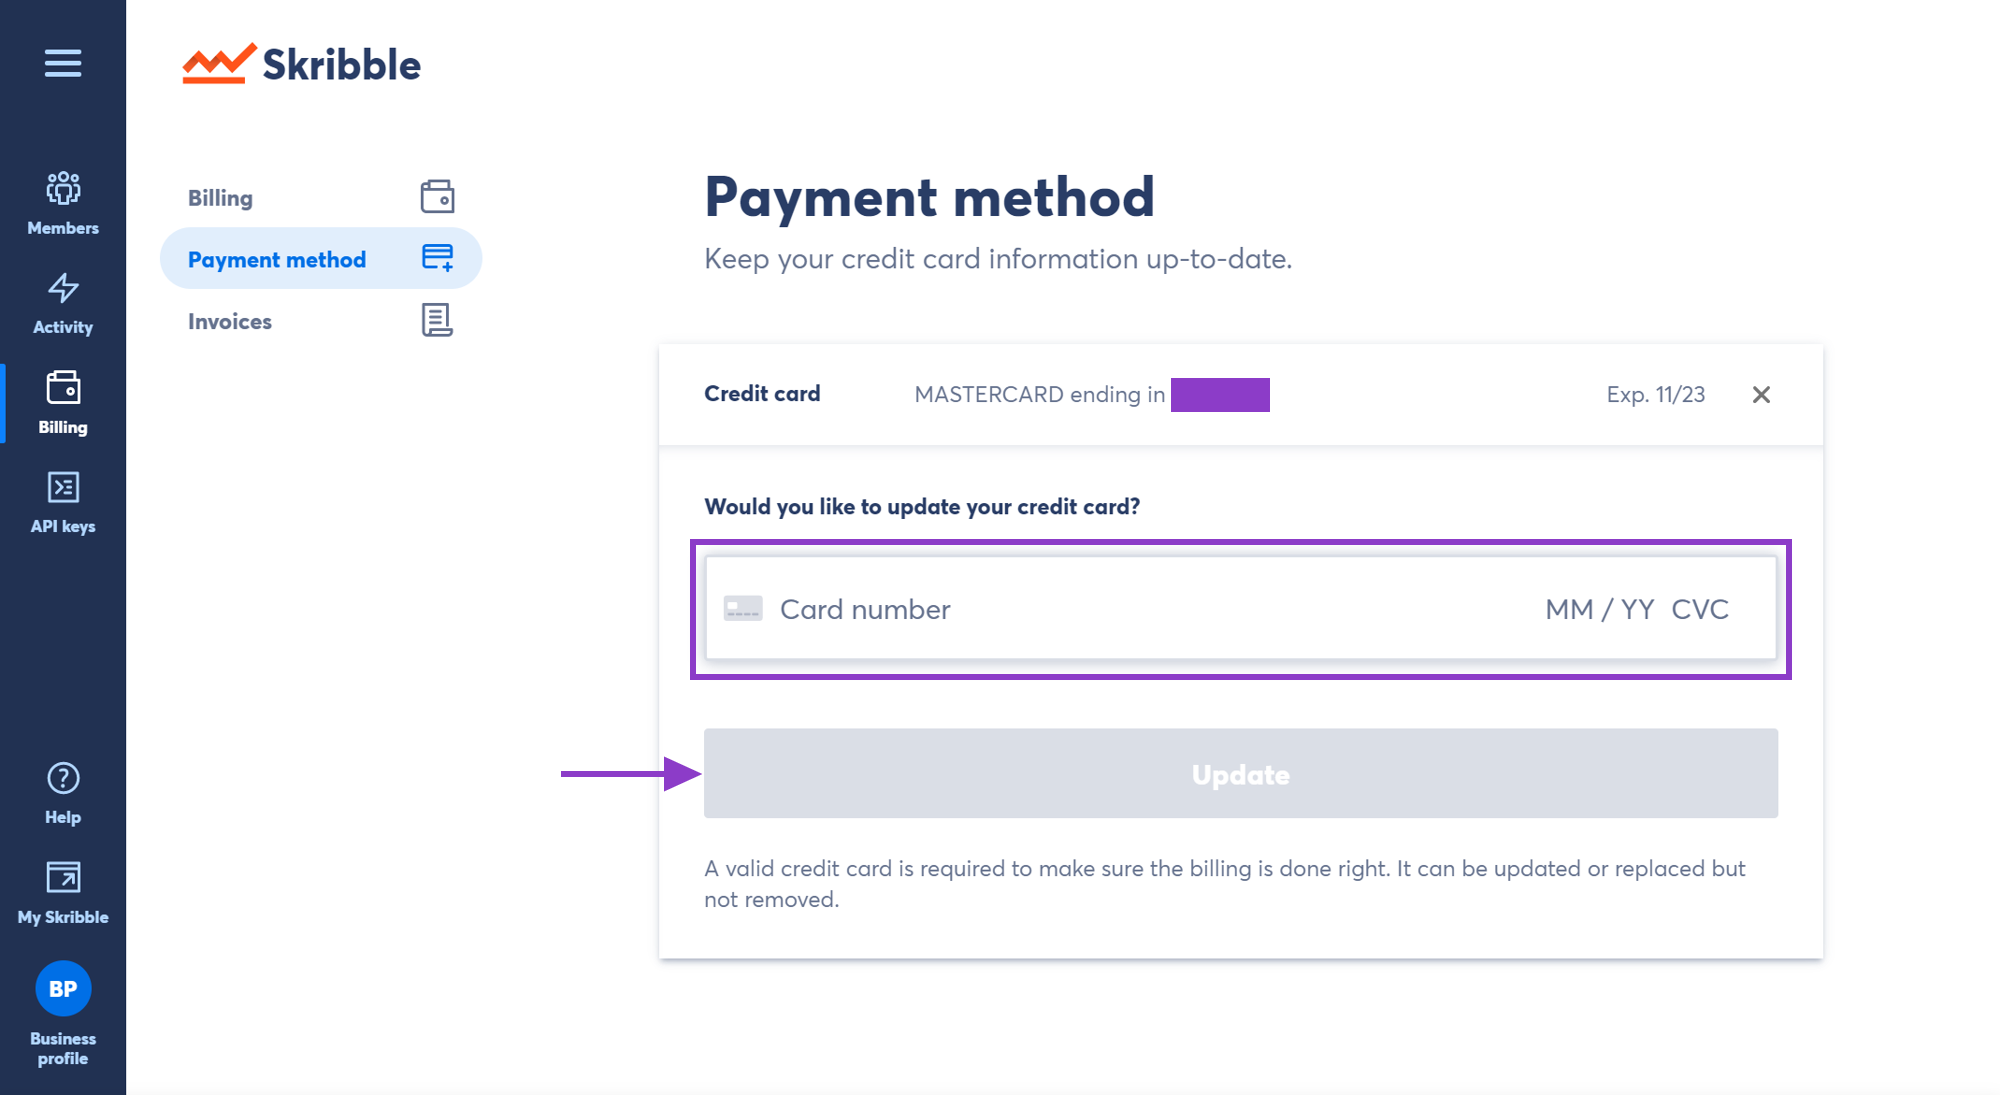 Skribble
Members
Activity
Billing
API keys
Help
My Skribble
BP
Business
profile
Billing
Payment method
Invoices
Payment method
Keep your credit card information up-to-date.
Credit card MASTERCARD ending in Exp. 11/23
Would you like to update your credit card?
Card number MM / YY CVC
Update
A valid credit card is required to make sure the billing is done right. It can be updated or replaced but
not removed.